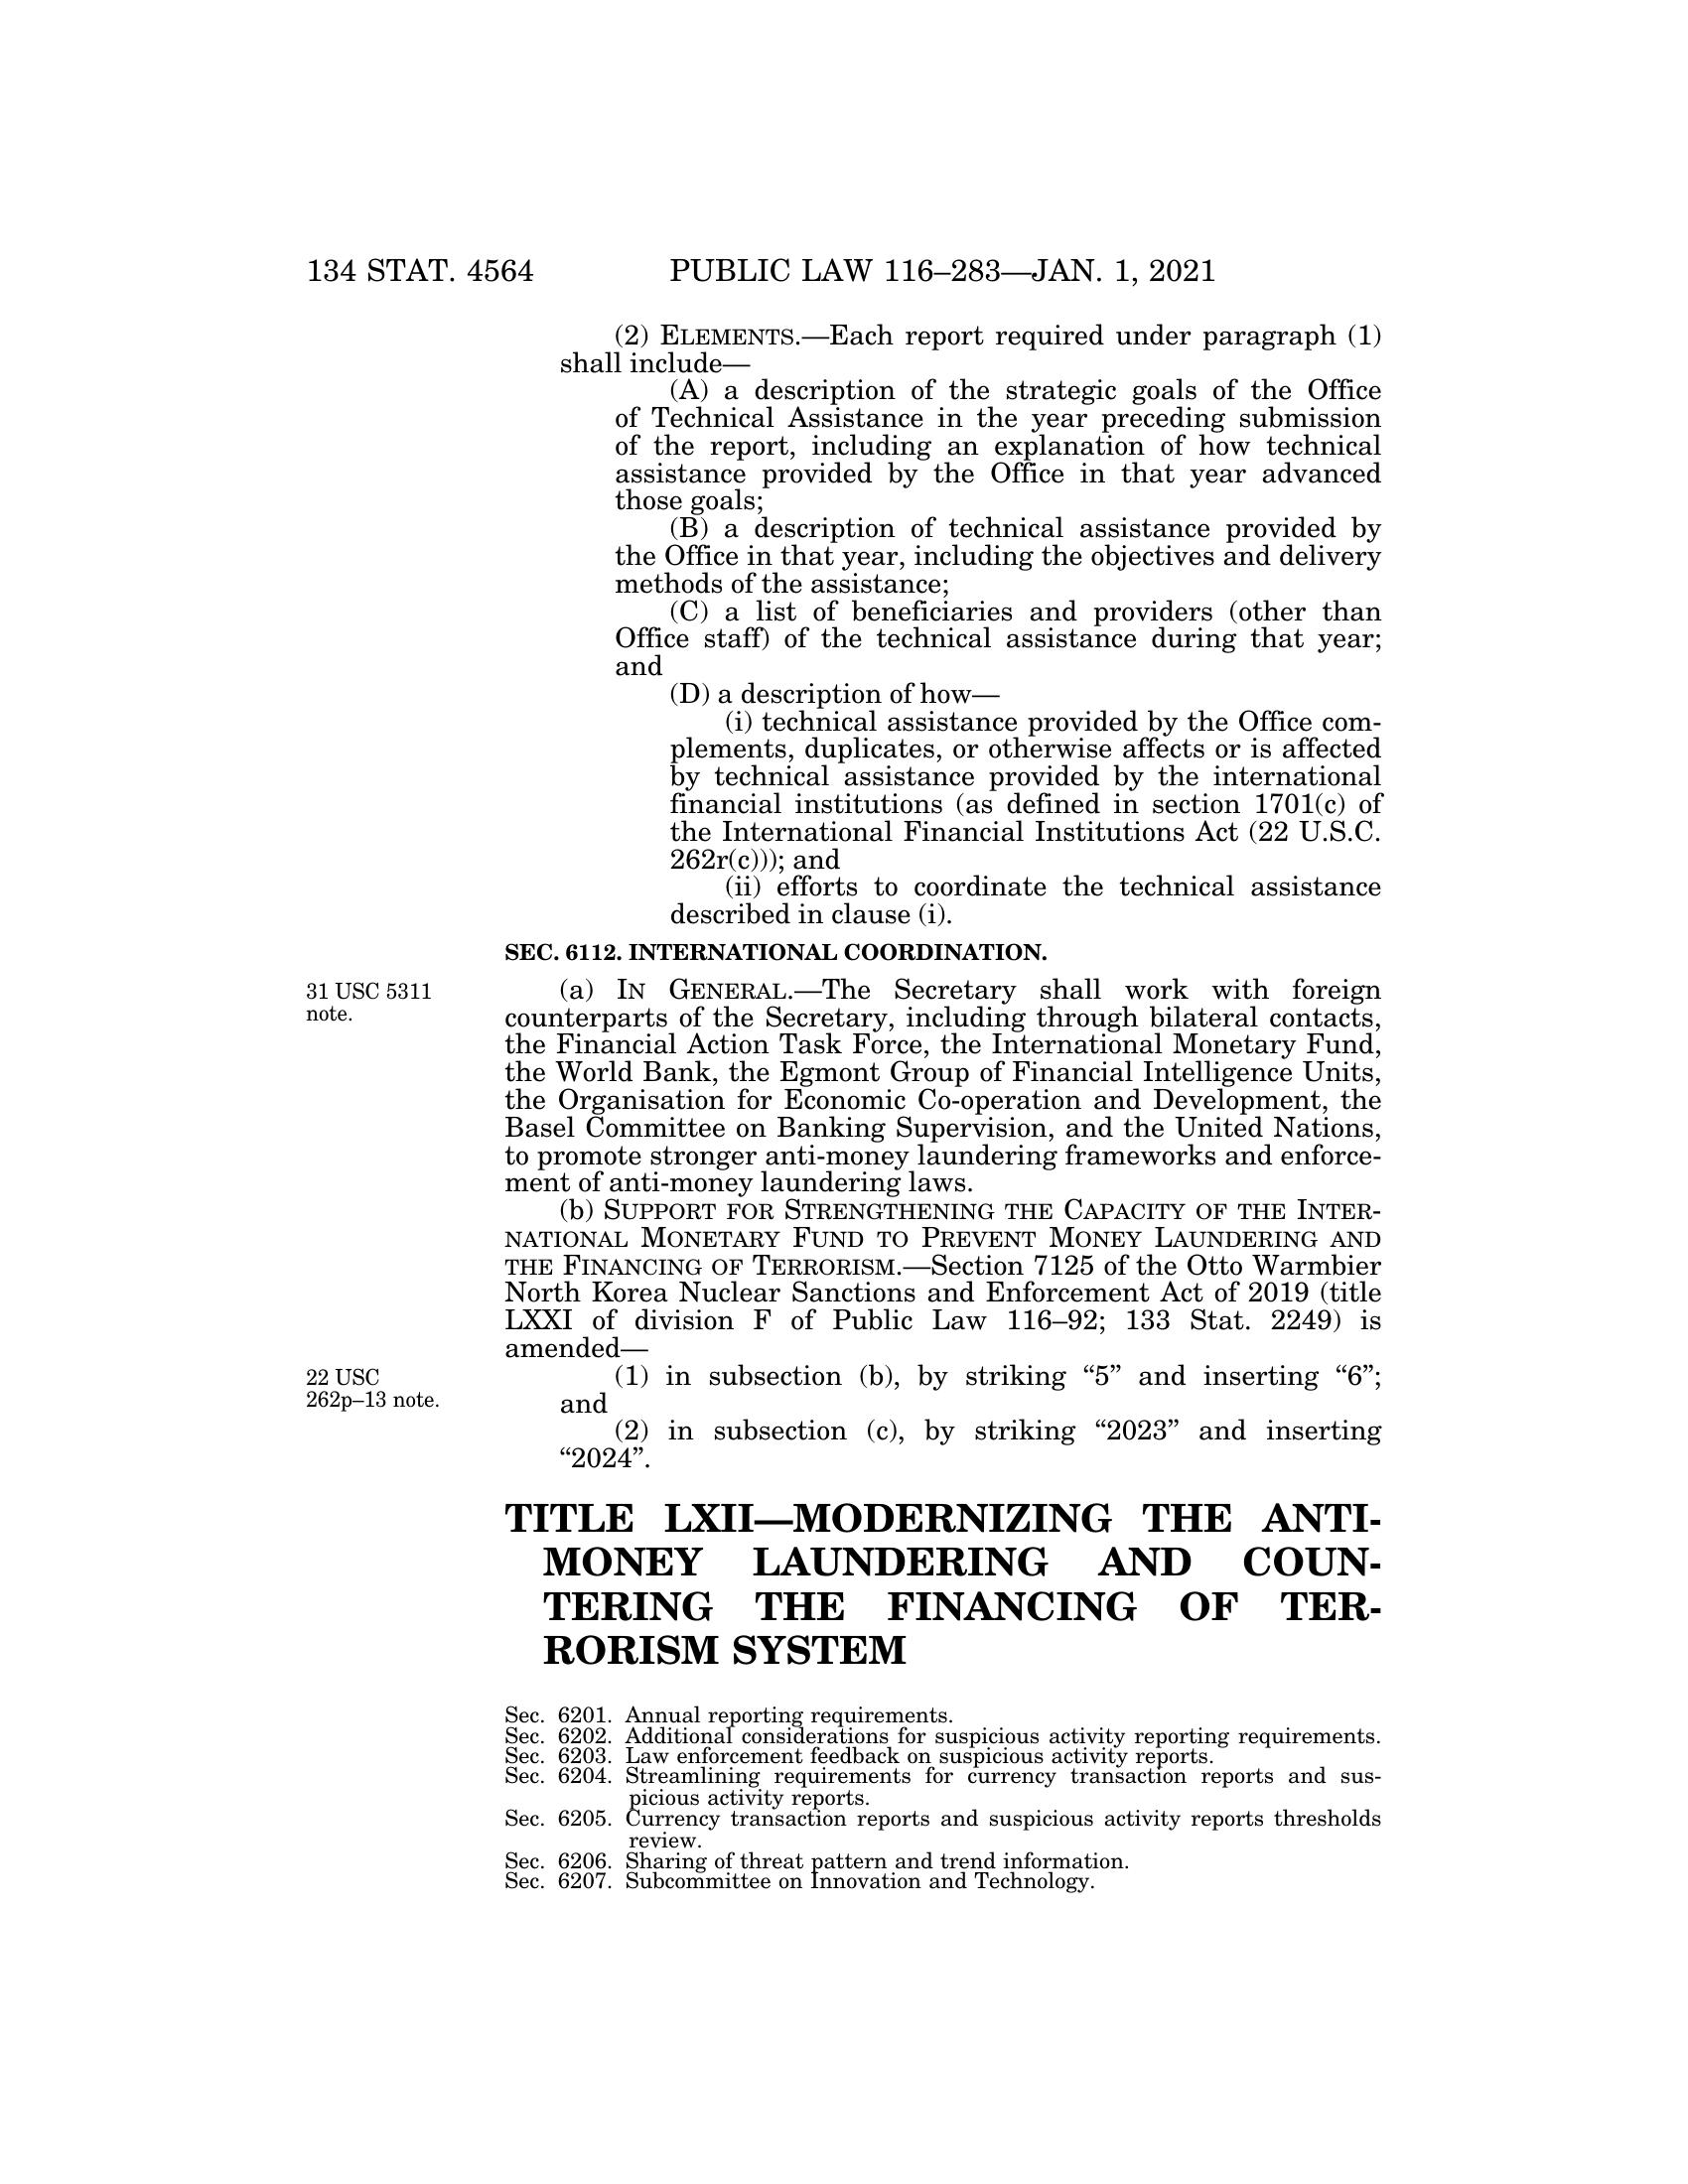 134 STAT. 4564 PUBLIC LAW 116–283—JAN. 1, 2021
(2) ELEMENTS.—Each report required under paragraph (1)
shall include—
(A) a description of the strategic goals of the Office
of Technical Assistance in the year preceding submission
of the report, including an explanation of how technical
assistance provided by the Office in that year advanced
those goals;
(B) a description of technical assistance provided by
the Office in that year, including the objectives and delivery
methods of the assistance;
(C) a list of beneficiaries and providers (other than
Office staff) of the technical assistance during that year;
and
(D) a description of how—
(i) technical assistance provided by the Office com-
plements, duplicates, or otherwise affects or is affected
by technical assistance provided by the international
financial institutions (as defined in section 1701(c) of
the International Financial Institutions Act (22 U.S.C.
262r(c))); and
(ii) efforts to coordinate the technical assistance
described in clause (i).
SEC. 6112. INTERNATIONAL COORDINATION.
31 USC 5311
note.
(a) IN GENERAL.—The Secretary shall work with foreign
counterparts of the Secretary, including through bilateral contacts,
the Financial Action Task Force, the International Monetary Fund,
the World Bank, the Egmont Group of Financial Intelligence Units,
the Organisation for Economic Co-operation and Development, the
Basel Committee on Banking Supervision, and the United Nations,
to promote stronger anti-money laundering frameworks and enforce-
ment of anti-money laundering laws.
(b) SUPPORT FOR STRENGTHENING THE CAPACITY OF THE INTER-
NATIONAL MONETARY FUND TO PREVENT MONEY LAUNDERING AND
THE FINANCING OF TERRORISM.—Section 7125 of the Otto Warmbier
North Korea Nuclear Sanctions and Enforcement Act of 2019 (title
LXXI of division F of Public Law 116–92; 133 Stat. 2249) is
amended—
22 USC
262p–13 note.
(1) in subsection (b), by striking “5” and inserting “6”;
and
(2) in subsection (c), by striking “2023” and inserting
“2024”.
TITLE LXII—MODERNIZING THE ANTI-
MONEY LAUNDERING AND COUN-
TERING THE FINANCING OF TER-
RORISM SYSTEM
Sec. 6201. Annual reporting requirements.
Sec. 6202. Additional considerations for suspicious activity reporting requirements.
Sec. 6203. Law enforcement feedback on suspicious activity reports.
Sec. 6204. Streamlining requirements for currency transaction reports and sus-
picious activity reports.
Sec. 6205. Currency transaction reports and suspicious activity reports thresholds
review.
Sec. 6206. Sharing of threat pattern and trend information.
Sec. 6207. Subcommittee on Innovation and Technology.